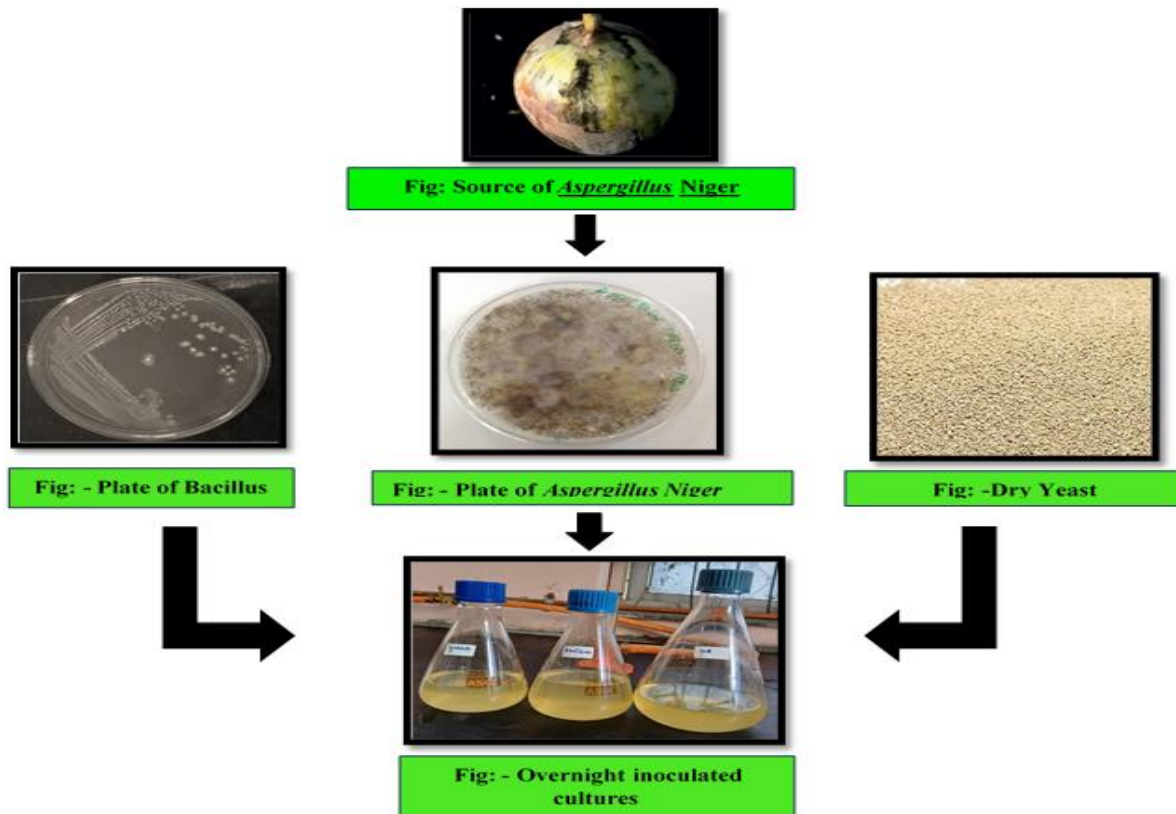 Fig: Source of Aspergillus Niger
Fig: - Plate of Bacillus
Fig: - Plate of Aspergillus Niger
Fig: -Dry Yeast
Fig: - Overnight inoculated
cultures